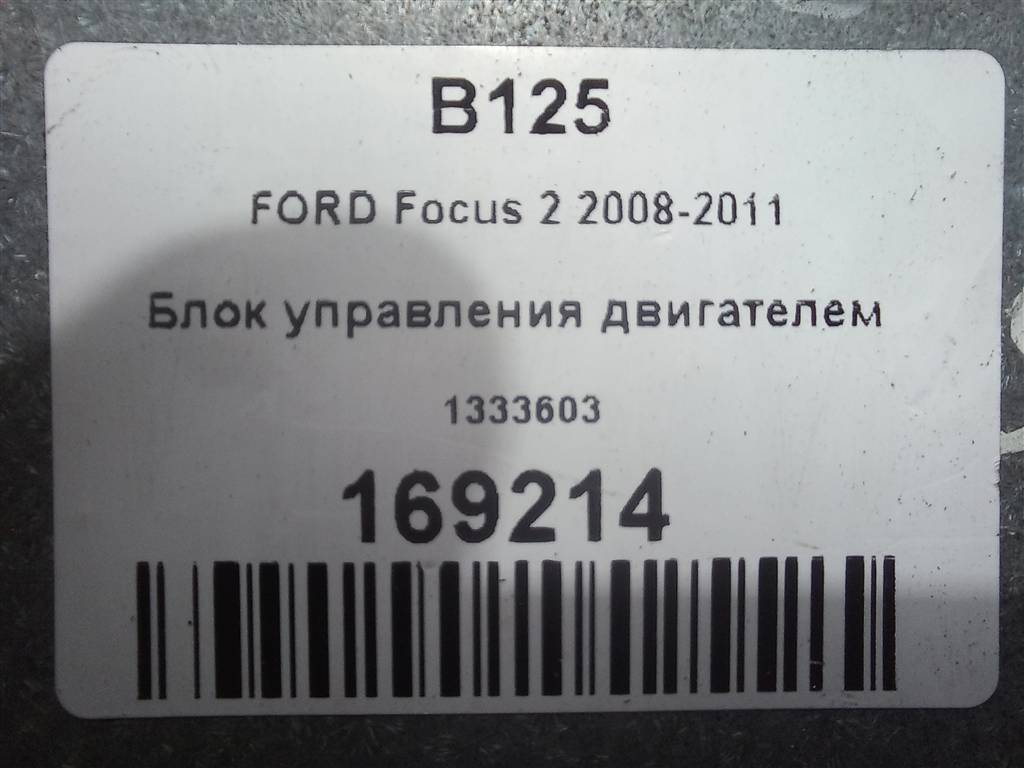 B125
FORD Focus 2 2008-2011
Блок управления двигателем
1333603
169214